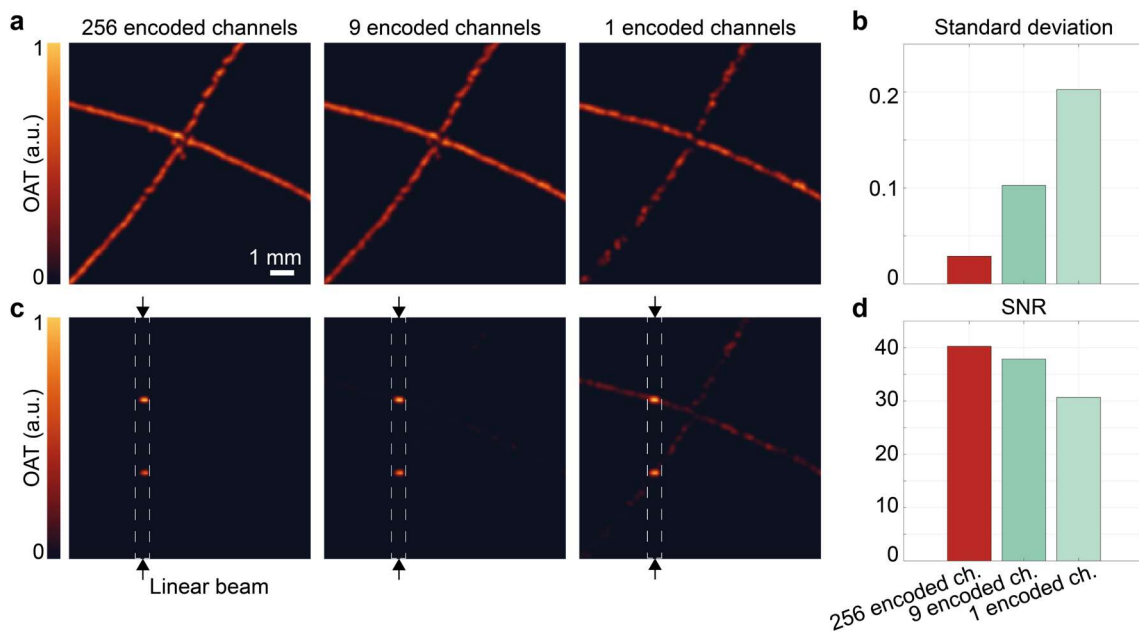 a
256 encoded channels
9 encoded channels
1 encoded channels
1
OAT (a.u.)
0
1 mm
b
Standard deviation
0.2
0.1
0
c
1
OAT (a.u.)
0
Linear beam
d
SNR
40
30
20
10
0
256 encoded ch.
9 encoded ch.
1 encoded ch.